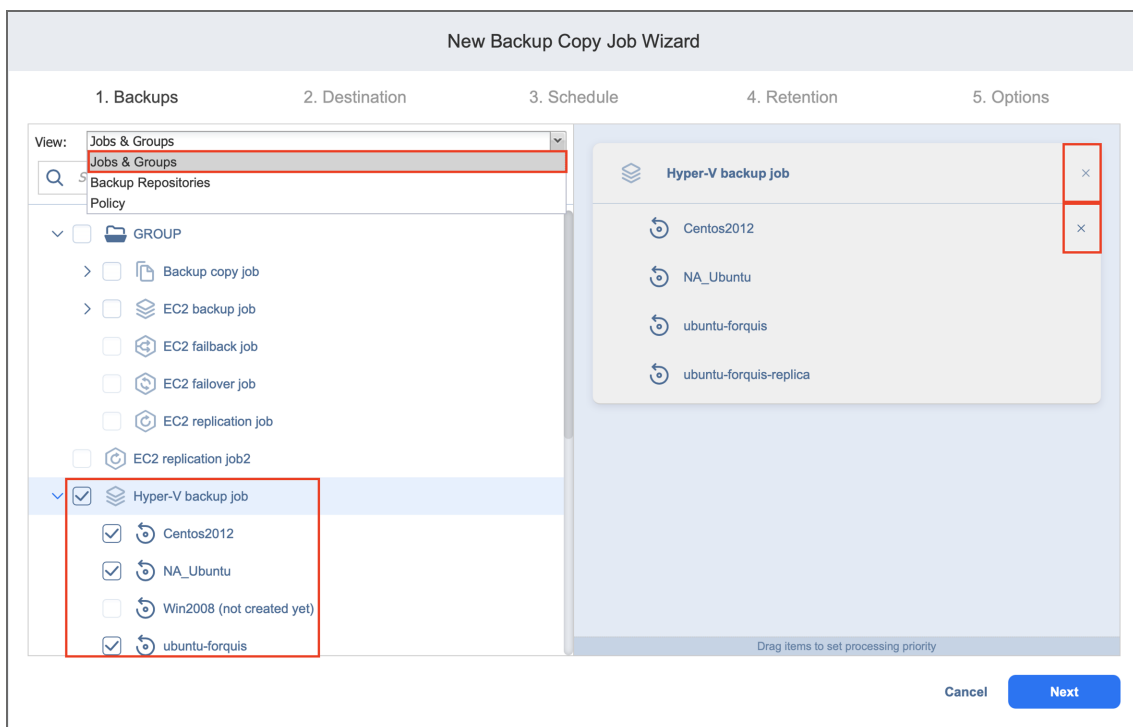 New Backup Copy Job Wizard
1. Backups
2. Destination
3. Schedule
4. Retention
5. Options
View:
Jobs & Groups
Jobs & Groups
Backup Repositories
Policy
GROUP
Backup copy job
EC2 backup job
EC2 failback job
EC2 failover job
EC2 replication job
EC2 replication job2
Hyper-V backup job
Centos2012
NA_Ubuntu
Win2008 (not created yet)
ubuntu-forquis
Hyper-V backup job
Centos2012
NA_Ubuntu
ubuntu-forquis
ubuntu-forquis-replica
Drag items to set processing priority
Cancel
Next